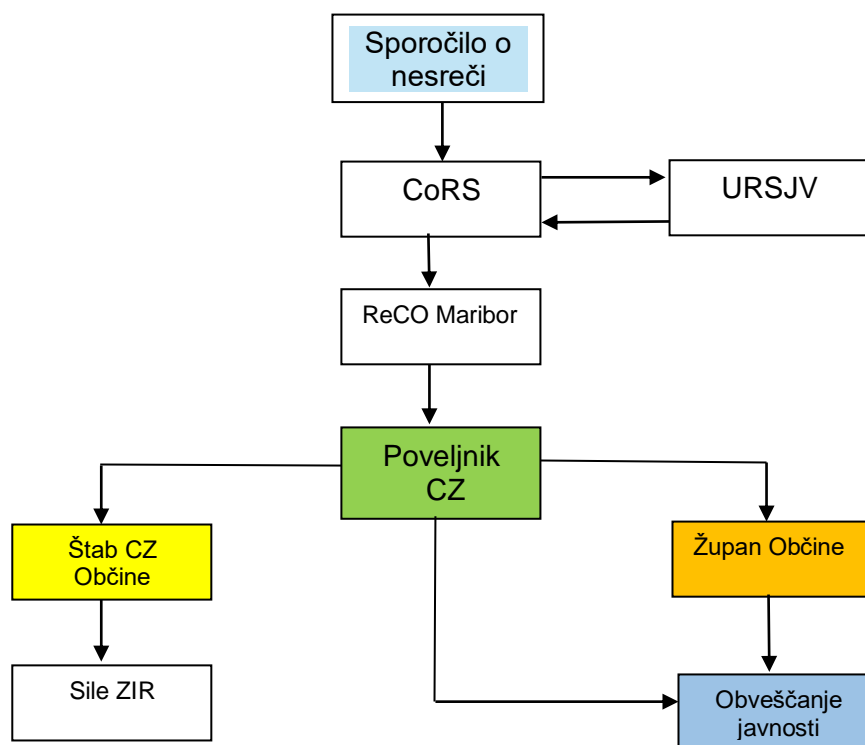 Sporočilo o
nesreči
CoRS
URSJV
ReCO Maribor
Poveljnik
CZ
Štab CZ
Občine
Župan Občine
Sile ZIR
Obveščanje
javnosti